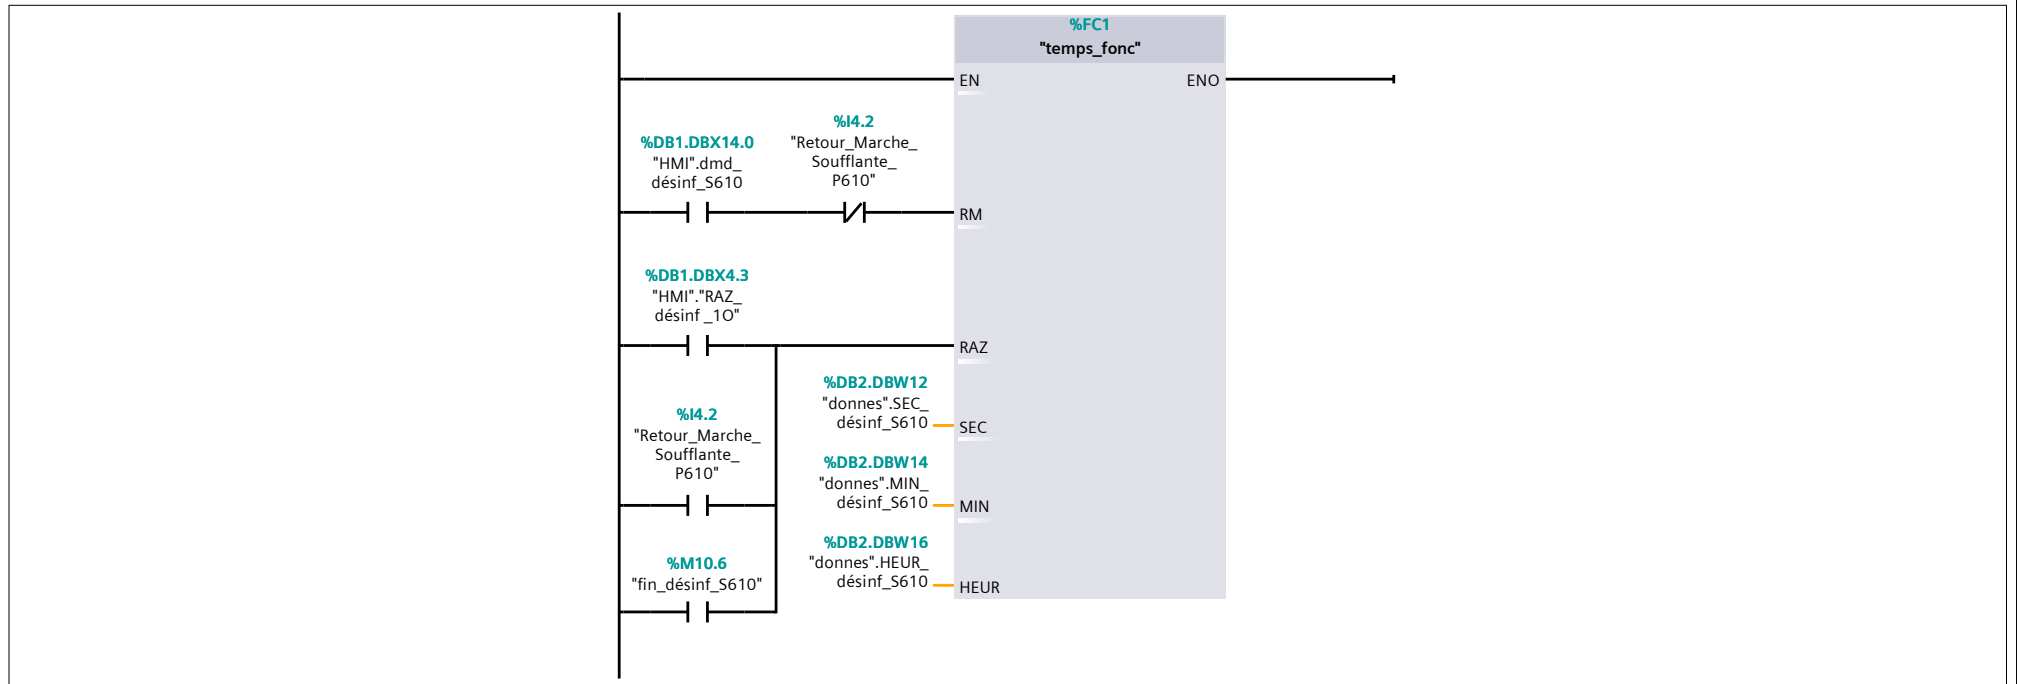 %FC1
"temps_fonc"
EN
ENO
%DB1.DBX14.0
"HMI".dmd_
désinf_S610
%I4.2
"Retour_Marche_
Soufflante_
P610"
RM
%DB1.DBX4.3
"HMI"."RAZ_
désinf _1O"
RAZ
%I4.2
"Retour_Marche_
Soufflante_
P610"
%M10.6
"fin_désinf_S610"
%DB2.DBW12
"donnes".SEC_
désinf_S610
SEC
%DB2.DBW14
"donnes".MIN_
désinf_S610
MIN
%DB2.DBW16
"donnes".HEUR_
désinf_S610
HEUR